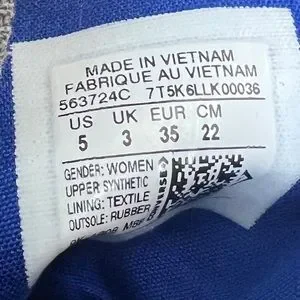 MADE IN VIETNAM
FABRIQUE AU VIETNAM
563724C 7T5K6LLK00036
US UK EUR CM
5 3 35 22
GENDER: WOMEN
UPPER SYNTHETIC
LINING: TEXTILE
OUTSOLE: RUBBER